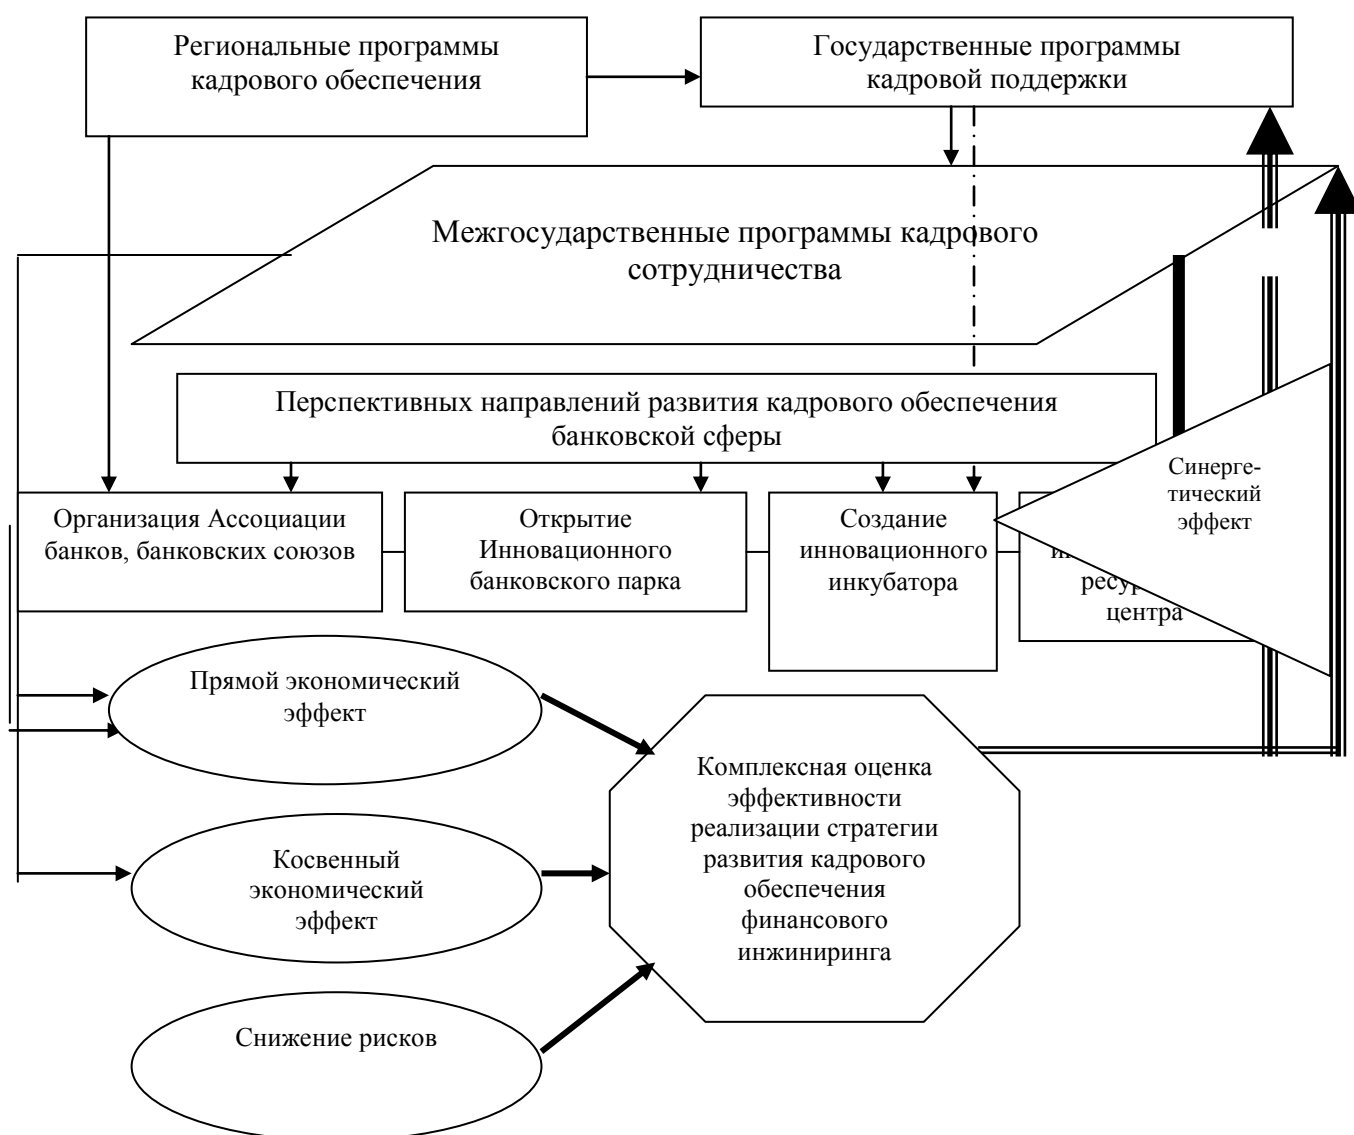 Региональные программы
кадрового обеспечения
Государственные программы
кадровой поддержки
Межгосударственные программы кадрового
сотрудничества
Перспективных направлений развития кадрового обеспечения
банковской сферы
Организация Ассоциации
банков, банковских союзов
Открытие
Инновационного
банковского парка
Создание
инновационного
инкубатора
центра
Синерге-
тический
эффект
Прямой экономический
эффект
Косвенный
экономический
эффект
Снижение рисков
Комплексная оценка
эффективности
реализации стратегии
развития кадрового
обеспечения
финансового
инжиниринга